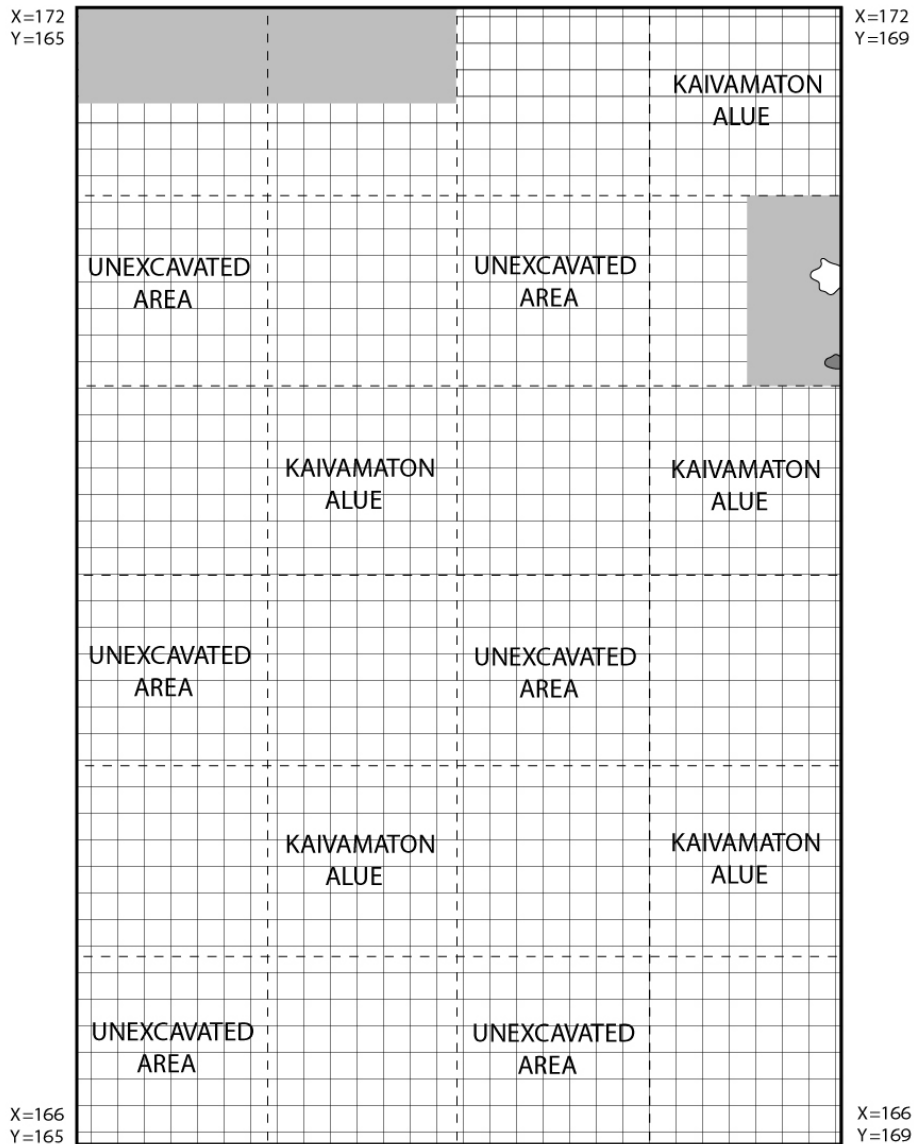 X=172
Y=165
X=172
Y=169
KAIVAMATON
ALUE
UNEXCAVATED
AREA
UNEXCAVATED
AREA
KAIVAMATON
ALUE
KAIVAMATON
ALUE
UNEXCAVATED
AREA
UNEXCAVATED
AREA
KAIVAMATON
ALUE
KAIVAMATON
ALUE
UNEXCAVATED
AREA
UNEXCAVATED
AREA
X=166
Y=165
X=166
Y=169